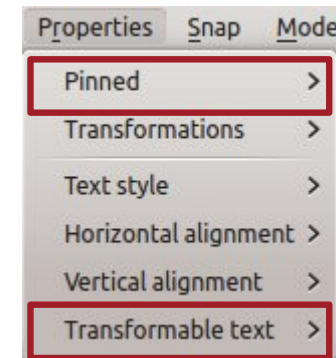 Properties Snap Mode
Pinned >
Transformations >
Text style >
Horizontal alignment >
Vertical alignment >
Transformable text >